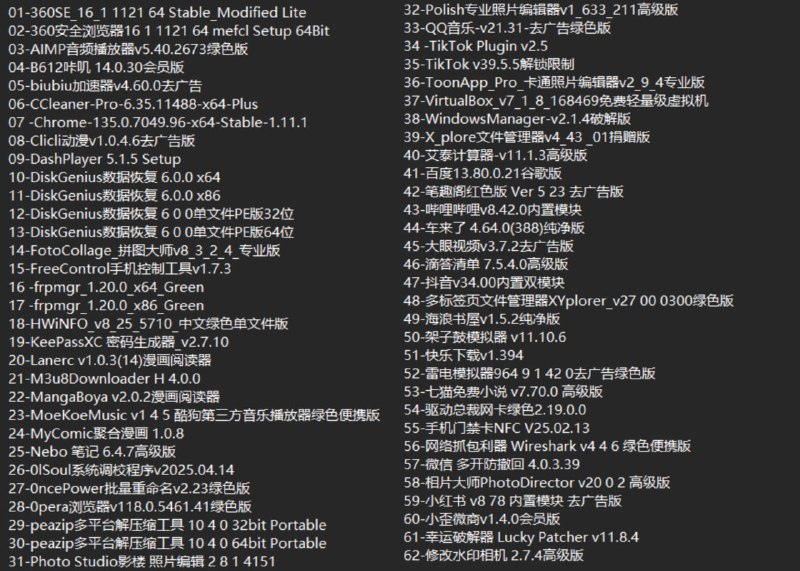 01-360SE_16_1 1121 64 Stable_Modified Lite
02-360安全浏览器16 1 1121 64 mefcl Setup 64Bit
03-AIMP音频播放器v5.40.2673绿色版
04-B612咔叽 14.0.30会员版
05-biubiu加速器v4.60.0去广告
06-CCleaner-Pro-6.35.11488-x64-Plus
07 -Chrome-135.0.7049.96-x64-Stable-1.11.1
08-Clicli动漫v1.0.4.6去广告版
09-DashPlayer 5.1.5 Setup
10-DiskGenius数据恢复 6.0.0 x64
11-DiskGenius数据恢复 6.0.0 x86
12-DiskGenius数据恢复 6 0 0单文件PE版32位
13-DiskGenius数据恢复 6 0 0单文件PE版64位
14-FotoCollage_拼图大师v8_3_2_4_专业版
15-FreeControl手机控制工具v1.7.3
16 -frpmgr_1.20.0_x64_Green
17 -frpmgr_1.20.0_x86_Green
18-HWiNFO_v8_25_5710_中文绿色单文件版
19-KeePassXC 密码生成器_v2.7.10
20-Lanerc v1.0.3(14)漫画阅读器
21-M3u8Downloader H 4.0.0
22-MangaBoya v2.0.2漫画阅读器
23-MoeKoeMusic v1 4 5 酷狗第三方音乐播放器绿色便携版
24-MyComic聚合漫画 1.0.8
25-Nebo 笔记 6.4.7高级版
26-0lSoul系统调校程序v2025.04.14
27-0ncePower批量重命名v2.23绿色版
28-0pera浏览器v118.0.5461.41绿色版
29-peazip多平台解压缩工具 10 4 0 32bit Portable
30-peazip多平台解压缩工具 10 4 0 64bit Portable
31-Photo Studio影楼 照片编辑 2 8 1 4151
32-Polish专业照片编辑器v1_633_211高级版
33-QQ音乐-v21.31-去广告绿色版
34 -TikTok Plugin v2.5
35-TikTok v39.5.5解锁限制
36-ToonApp_Pro_卡通照片编辑器v2_9_4专业版
37-VirtualBox_v7_1_8_168469免费轻量级虚拟机
38-WindowsManager-v2.1.4破解版
39-X_plore文件管理器v4_43 _01捐赠版
40-艾泰计算器-v11.1.3高级版
41-百度13.80.0.21谷歌版
42-笔趣阁红色版 Ver 5 23 去广告版
43-哔哩哔哩v8.42.0内置模块
44-车来了 4.64.0(388)纯净版
45-大眼视频v3.7.2去广告版
46-滴答清单 7.5.4.0高级版
47-抖音v34.00内置双模块
48-多标签页文件管理器XYplorer_v27 00 0300绿色版
49-海浪书屋v1.5.2纯净版
50-架子鼓模拟器 v11.10.6
51-快乐下载v1.394
52-雷电模拟器964 9 1 42 0去广告绿色版
53-七猫免费小说 v7.70.0 高级版
54-驱动总裁网卡绿色2.19.0.0
55-手机门禁卡NFC V25.02.13
56-网络抓包利器 Wireshark v4 4 6 绿色便携版
57-微信 多开防撤回 4.0.3.39
58-相片大师PhotoDirector v20 0 2 高级版
59-小红书 v8 78 内置模块 去广告版
60-小歪微商v1.4.0会员版
61-幸运破解器 Lucky Patcher v11.8.4
62-修改水印相机 2.7.4高级版